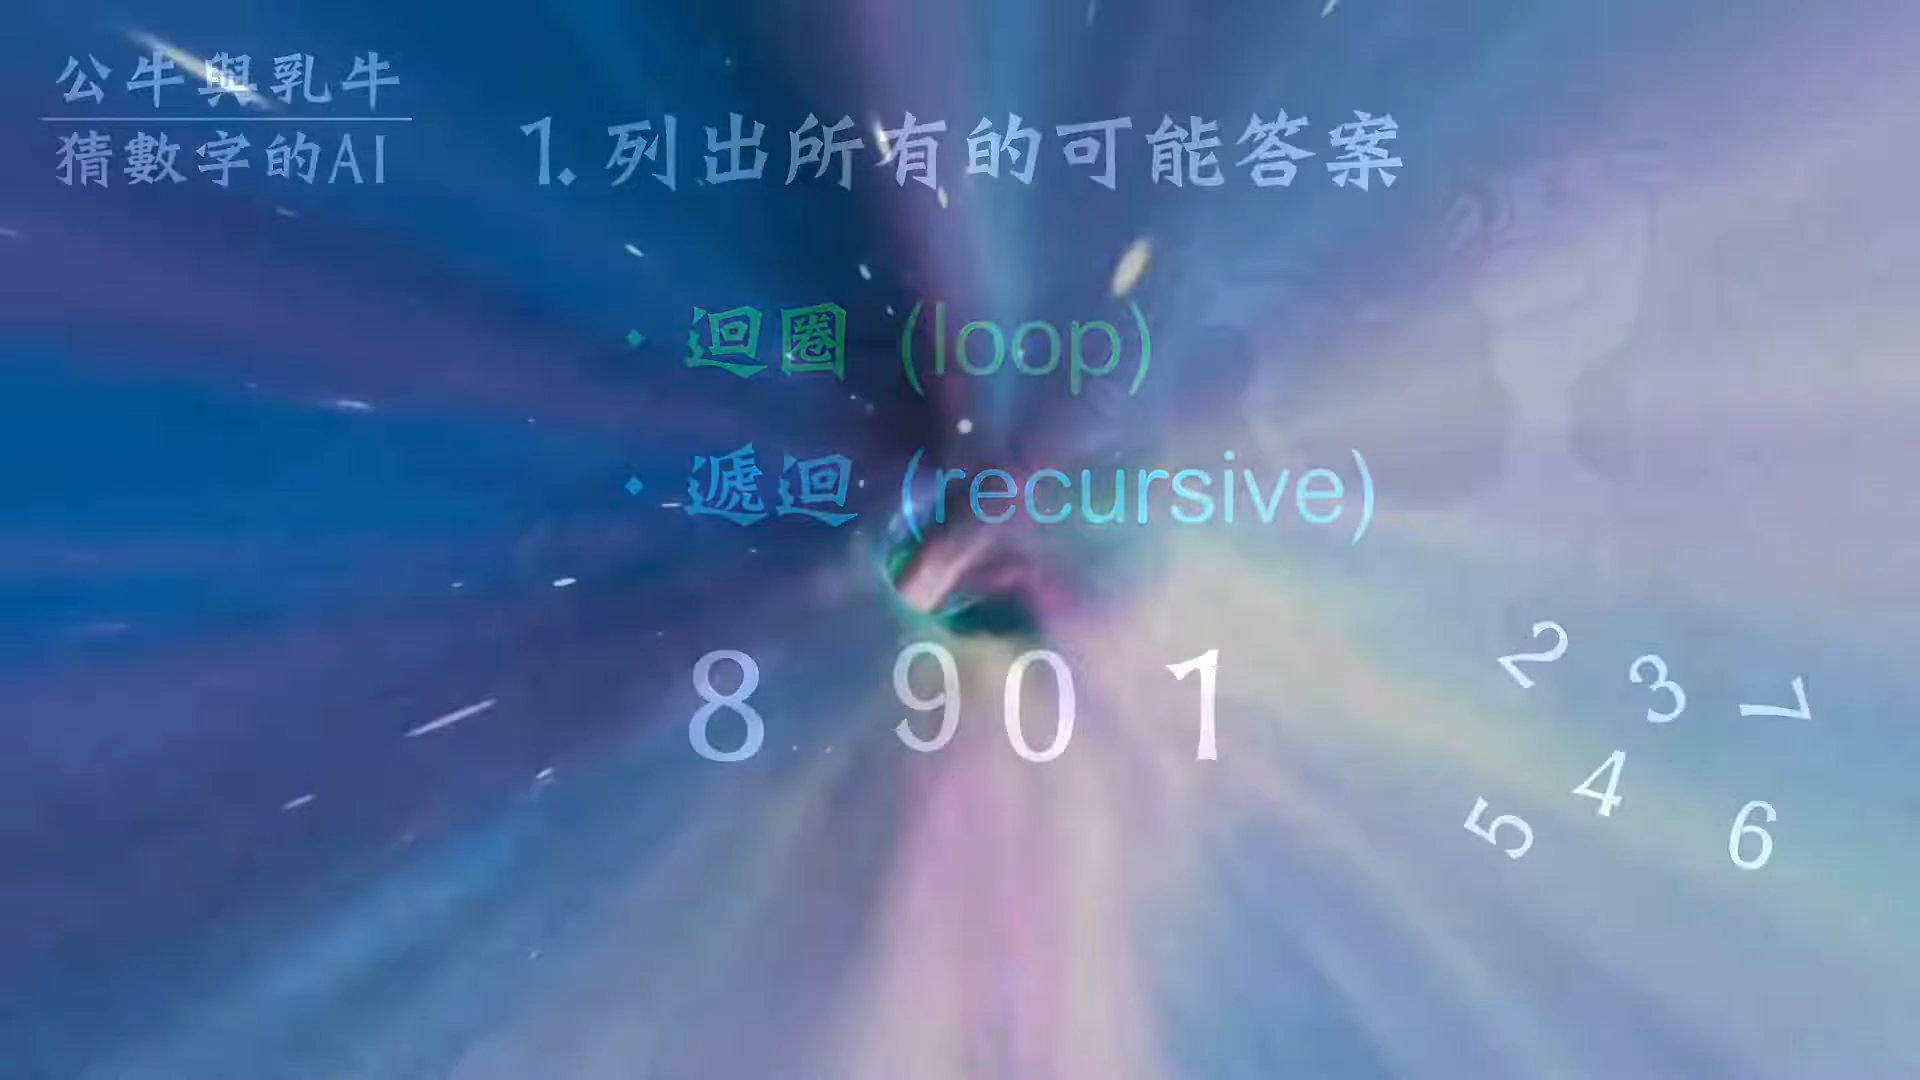 公牛與乳牛
猜數字的AI
1. 列出所有的可能答案
· 迴圈 (loop)
· 遞迴 (recursive)
8 9 0 1
2 3 7
4
5 6